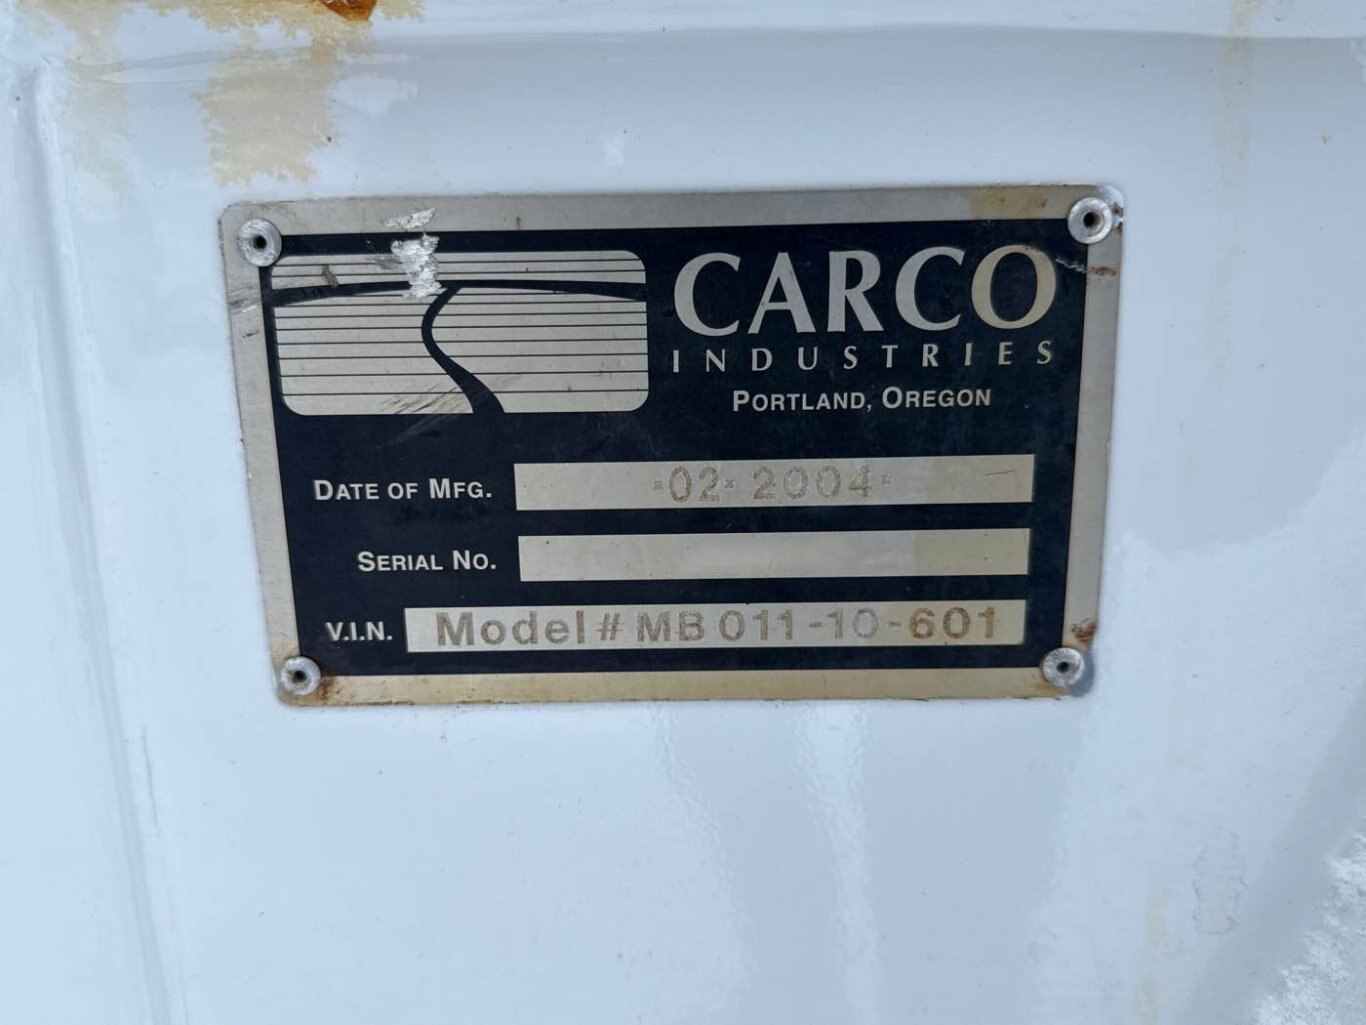 CARCO
INDUSTRIES
PORTLAND, OREGON
DATE OF MFG. 02 2004
SERIAL NO.
V.I.N. Model # MB 011-10-601